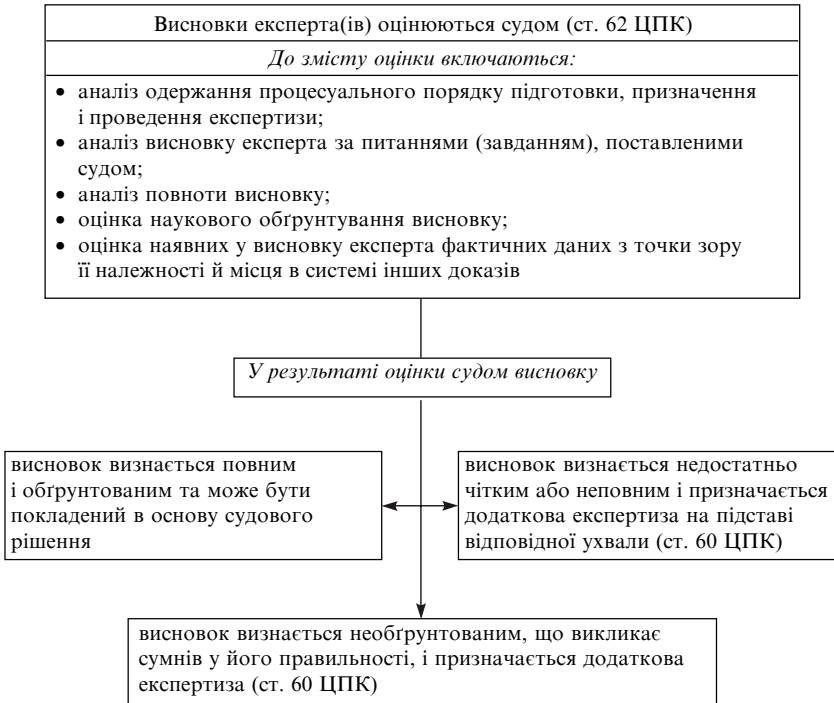 Висновки експерта(ів) оцінюються судом (ст. 62 ЦПК)
До змісту оцінки включаються:
• аналіз одержання процесуального порядку підготовки, призначення
і проведення експертизи;
• аналіз висновку експерта за питаннями (завданням), поставленими
судом;
• аналіз повноти висновку;
• оцінка наукового обґрунтування висновку;
• оцінка наявних у висновку експерта фактичних даних з точки зору
її належності й місця в системі інших доказів
У результаті оцінки судом висновку
висновок визнається повним
і обґрунтованим та може бути
покладений в основу судового
рішення
висновок визнається недостатньо
чітким або неповним і призначається
додаткова експертиза на підставі
відповідної ухвали (ст. 60 ЦПК)
висновок визнається необґрунтованим, що викликає
сумнів у його правильності, і призначається додаткова
експертиза (ст. 60 ЦПК)